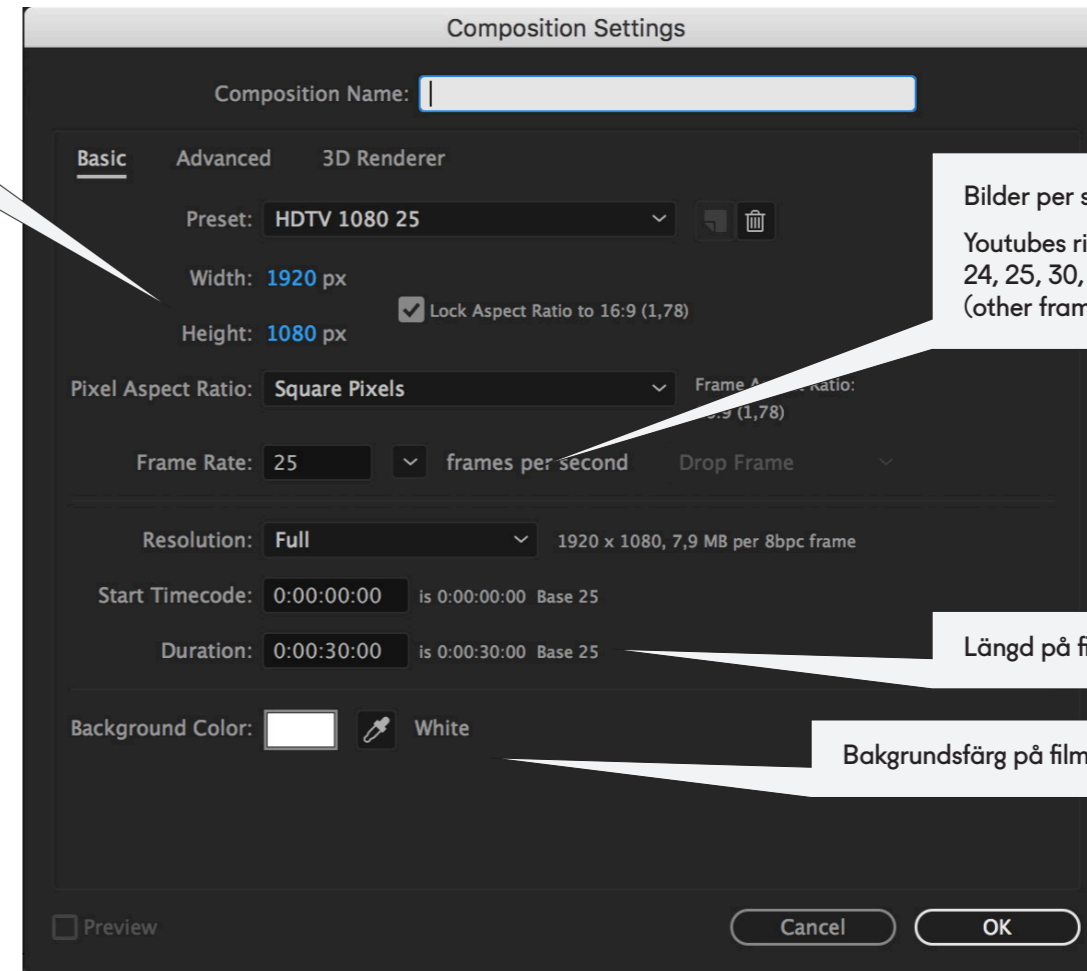 Composition Settings
Composition Name:
Basic Advanced 3D Renderer
Preset: HDTV 1080 25
Width: 1920 px
Lock Aspect Ratio to 16:9 (1,78)
Height: 1080 px
Pixel Aspect Ratio: Square Pixels Frame Ratio:
(1,78)
Frame Rate: 25 frames per second Drop Frame
Resolution: Full 1920 x 1080, 7,9 MB per 8bpc frame
Start Timecode: 0:00:00:00 is 0:00:00:00 Base 25
Duration: 0:00:30:00 is 0:00:30:00 Base 25
Background Color: White
Preview Cancel OK
Bilder per
Youtubes
24, 25, 30,
(other
Längd på
Bakgrundsfärg på